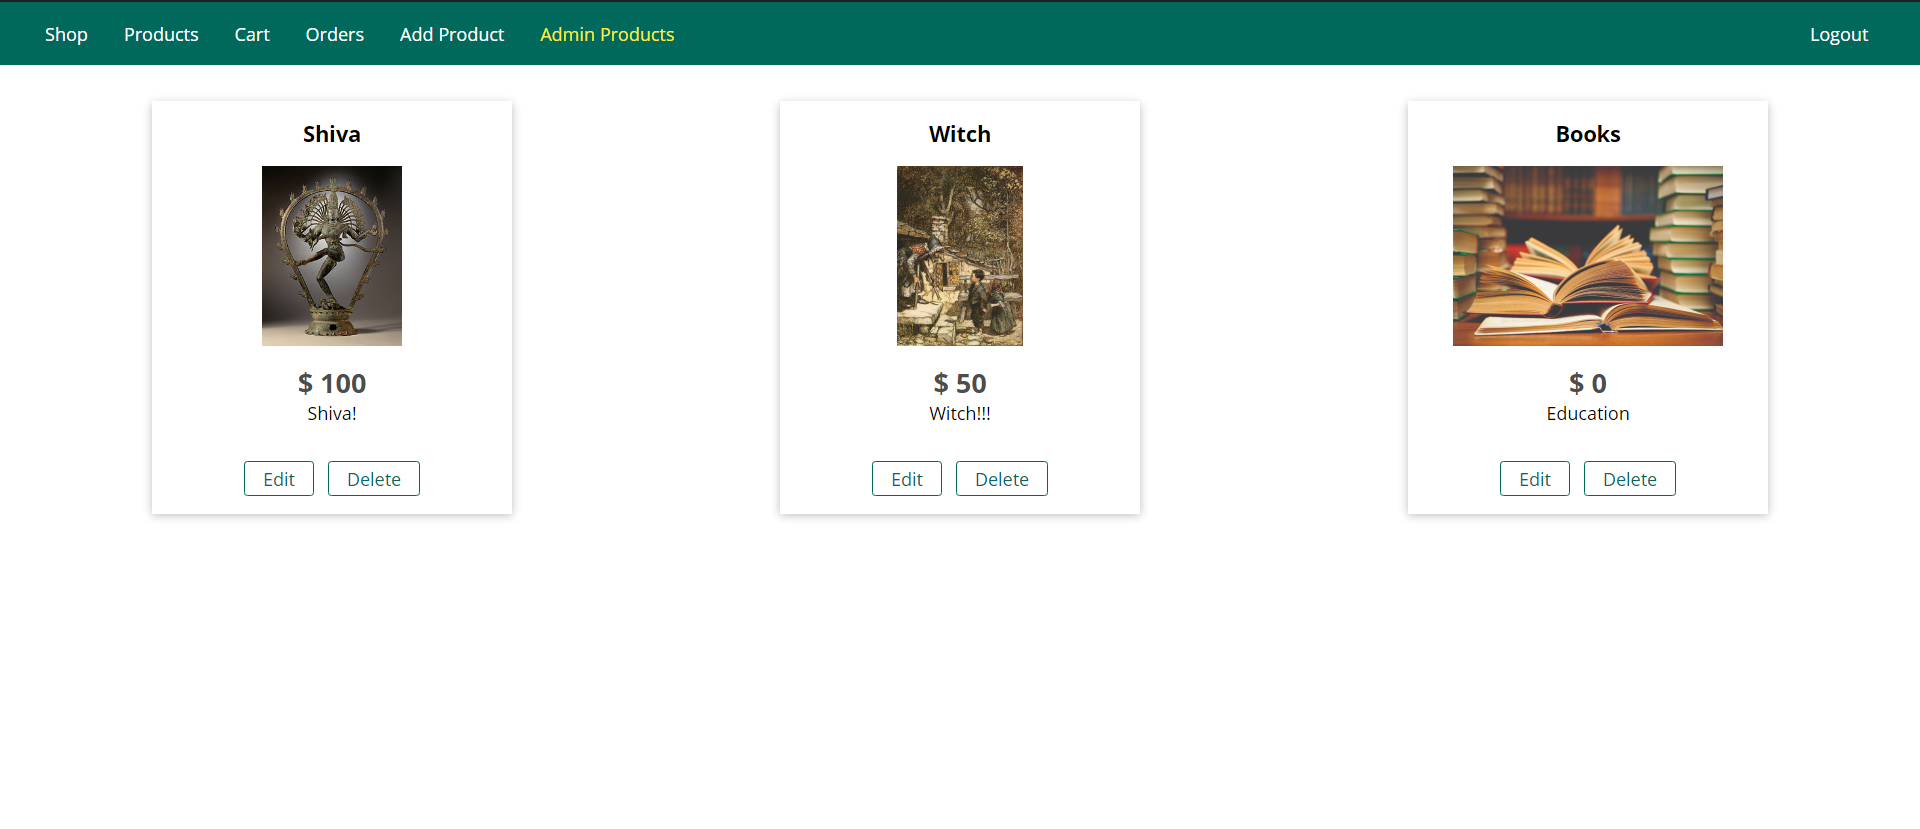 Shop Products Cart Orders Add Product Admin Products Logout
Shiva
$ 100
Shiva!
Edit Delete
Witch
$ 50
Witch!!!
Edit Delete
Books
$ 0
Education
Edit Delete